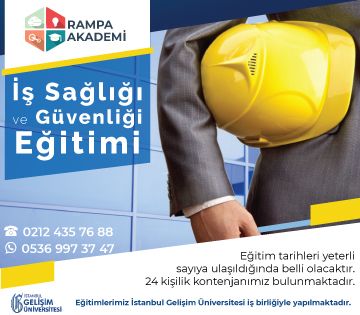 RAMPA
AKADEMİ
İş Sağlığı
ve Güvenliği
Eğitimi
0212 435 76 88
0536 997 37 47
Eğitim tarihleri yeterli
sayıya ulaşıldığında belli olacaktır.
24 kişilik kontenjanımız bulunmaktadır.
İSTANBUL
GELİŞİM
ÜNİVERSİTESİ
Eğitimlerimiz İstanbul Gelişim Üniversitesi iş birliğiyle yapılmaktadır.